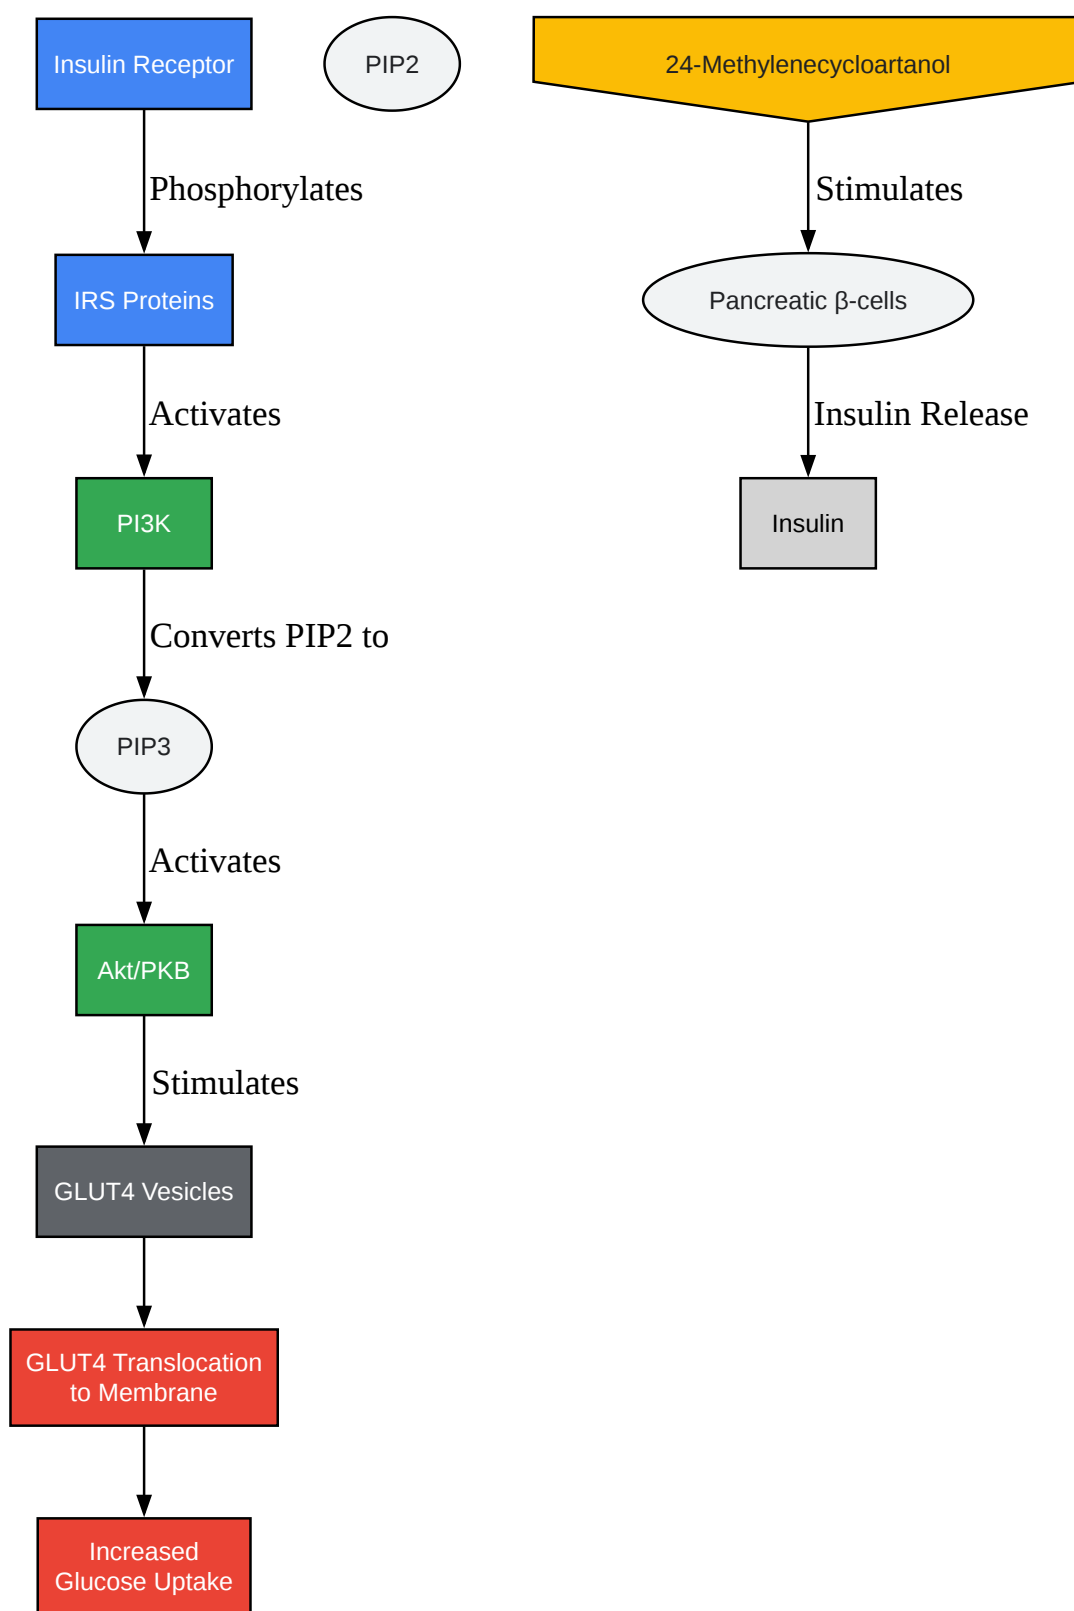 Insulin Receptor
PIP2
24-Methylenecycloartanol
Phosphorylates
Stimulates
IRS Proteins
Pancreatic β-cells
Activates
Insulin Release
PI3K
Insulin
Converts PIP2 to
PIP3
Activates
Akt/PKB
Stimulates
GLUT4 Vesicles
GLUT4 Translocation
to Membrane
Increased
Glucose Uptake